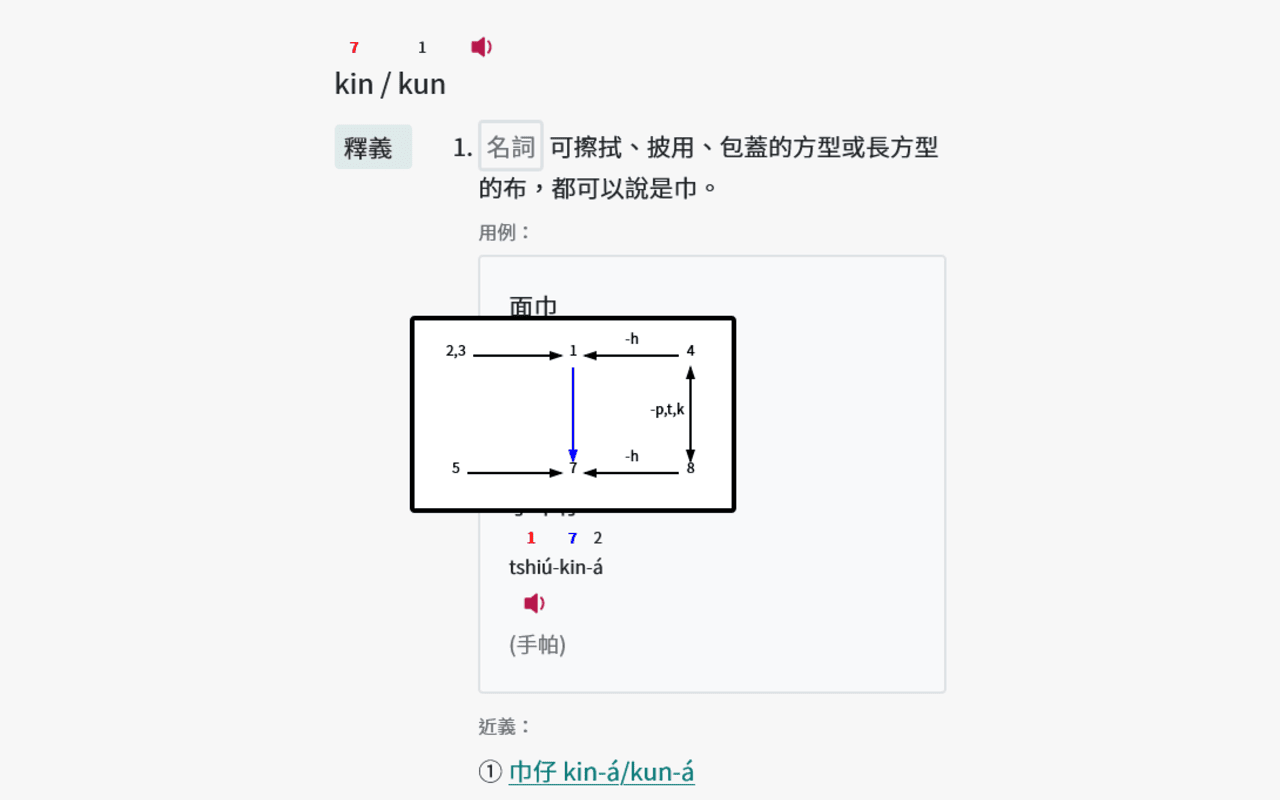 7 1
kin / kun
釋義
1. 名詞 可擦拭、披用、包蓋的方型或長方型
的布，都可以說是巾。
用例：
面巾
-h
2,3 1 4
-p,t,k
-h
5 7 8
1 7 2
tshiú-kin-á
(手帕)
近義：
① 巾仔 kin-á/kun-á